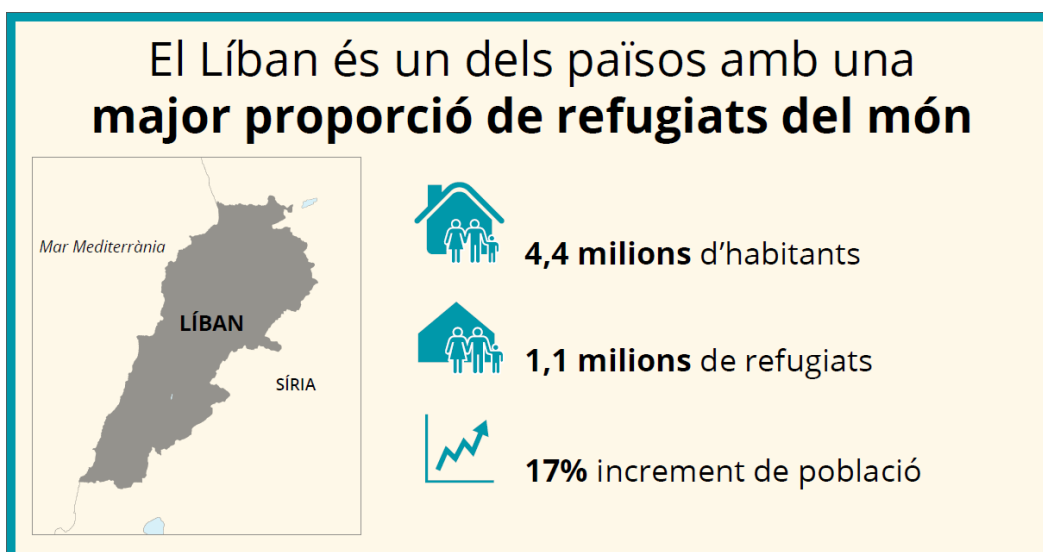 El Líban és un dels països amb una
major proporció de refugiats del món
Mar Mediterrània
LÍBAN
SÍRIA
4,4 milions d’habitants
1,1 milions de refugiats
17% increment de població